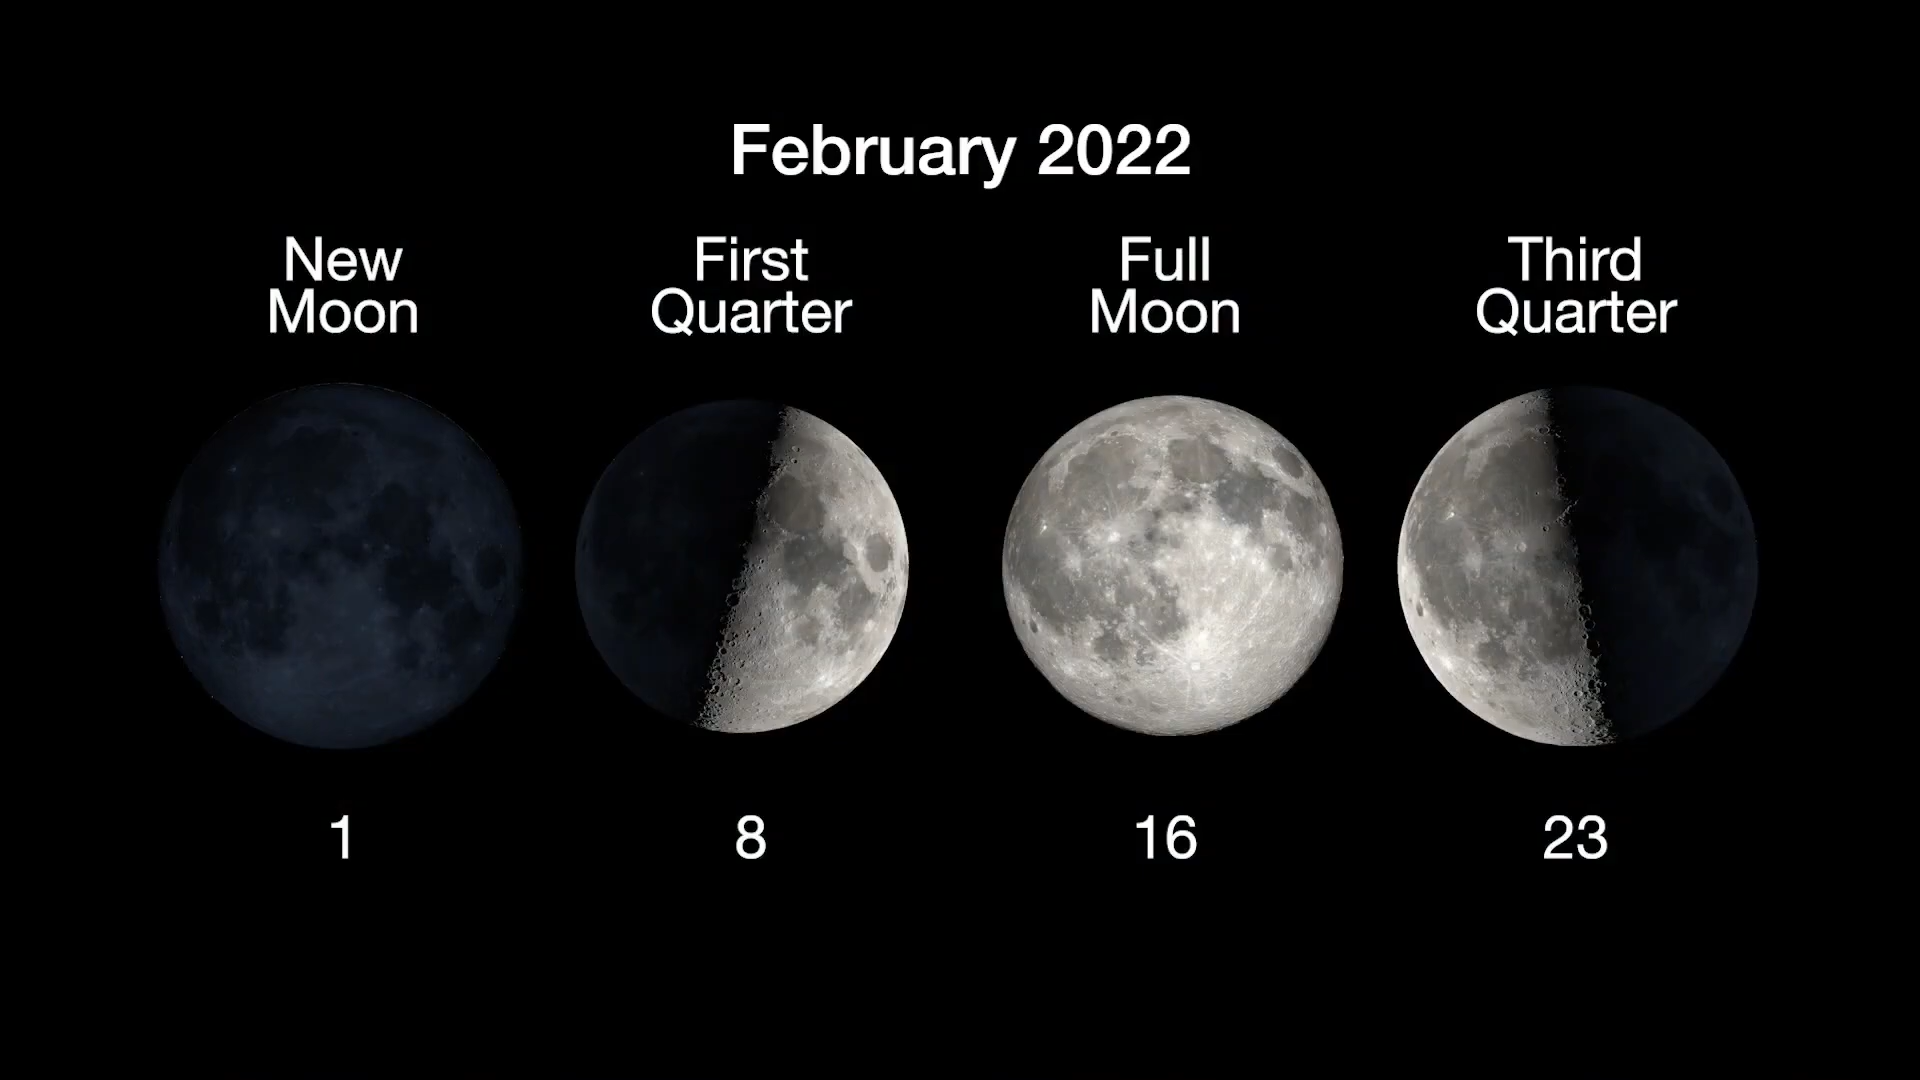 February 2022
New
Moon
First
Quarter
Full
Moon
Third
Quarter
1
8
16
23